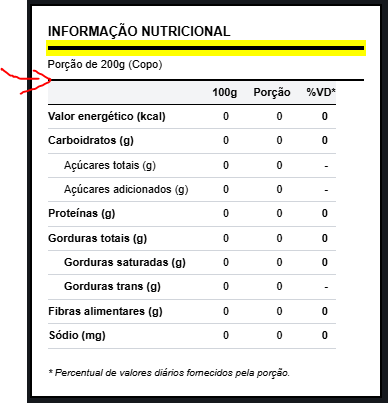 INFORMAÇÃO NUTRICIONAL
Porção de 200g (Copo)
100g Porção %VD*
Valor energético (kcal) 0 0 0
Carboidratos (g) 0 0 0
Açúcares totais (g) 0 0 -
Açúcares adicionados (g) 0 0 -
Proteínas (g) 0 0 0
Gorduras totais (g) 0 0 0
Gorduras saturadas (g) 0 0 0
Gorduras trans (g) 0 0 -
Fibras alimentares (g) 0 0 0
Sódio (mg) 0 0 0
* Percentual de valores diários fornecidos pela porção.